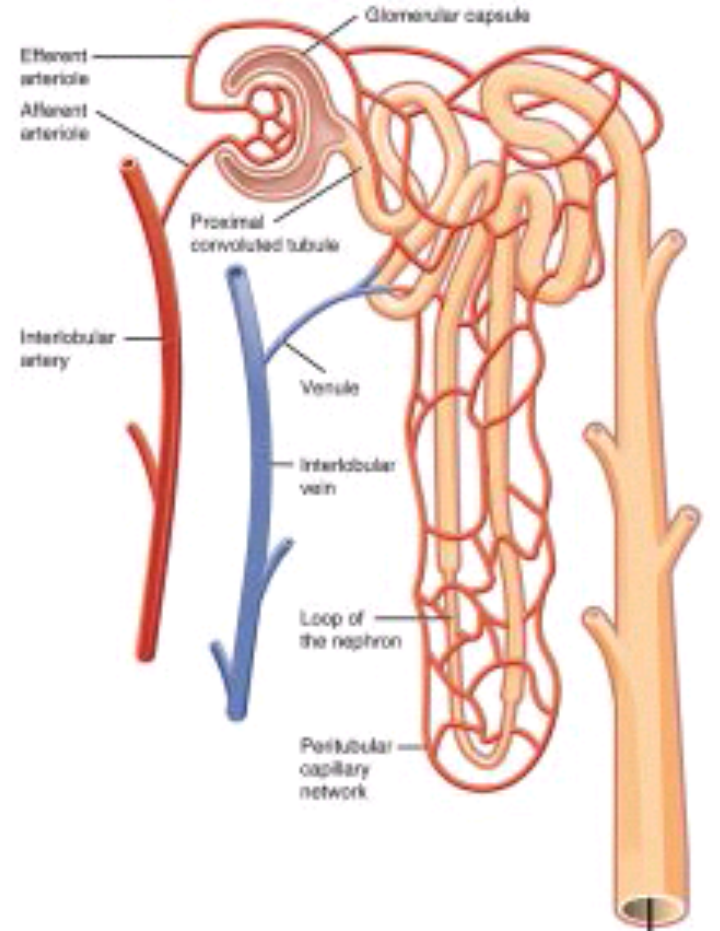 Glomerular capsule
Efferent
arteriole
Afferent
arteriole
Proximal
convoluted tubule
Interlobular
artery
Venule
Interlobular
vein
Loop of
the nephron
Peritubular
capillary
network